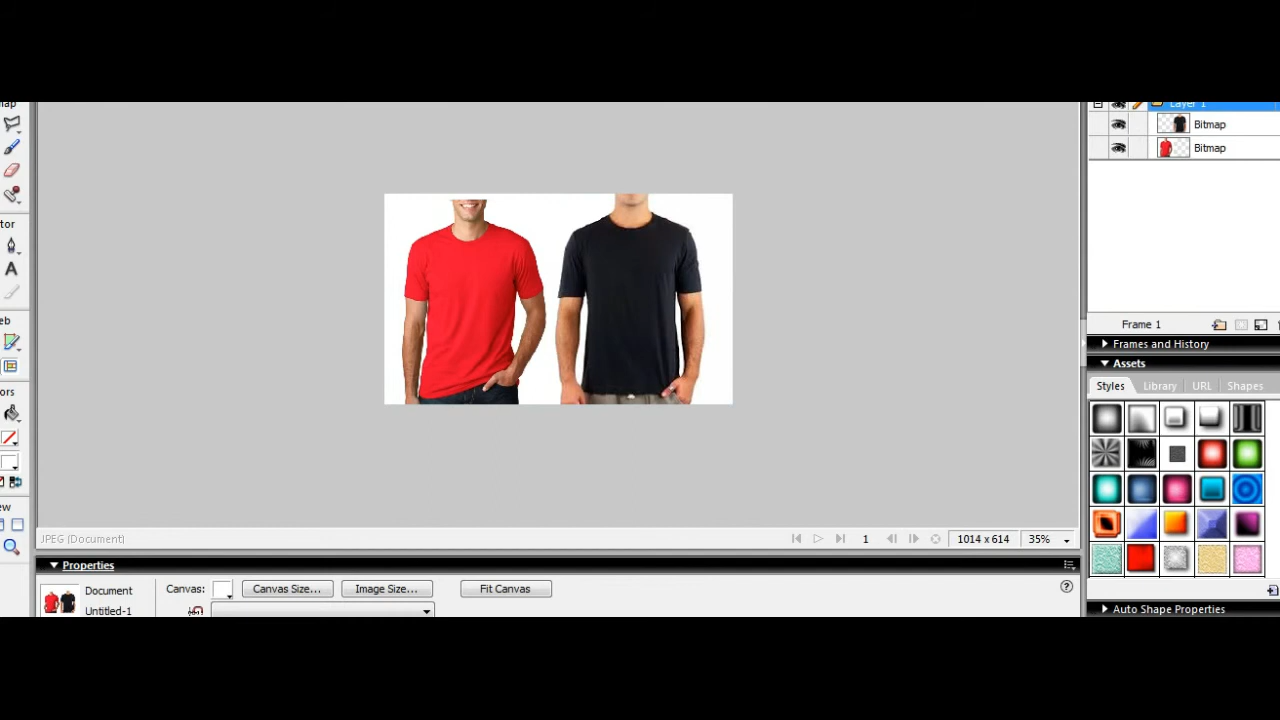 Layer 1
Bitmap
Bitmap
Frame 1
Frames and History
Assets
Styles Library URL Shapes
JPEG (Document)
1 1014 x 614 35%
Properties
Document
Canvas: Canvas Size... Image Size... Fit Canvas
Untitled-1
Auto Shape Properties